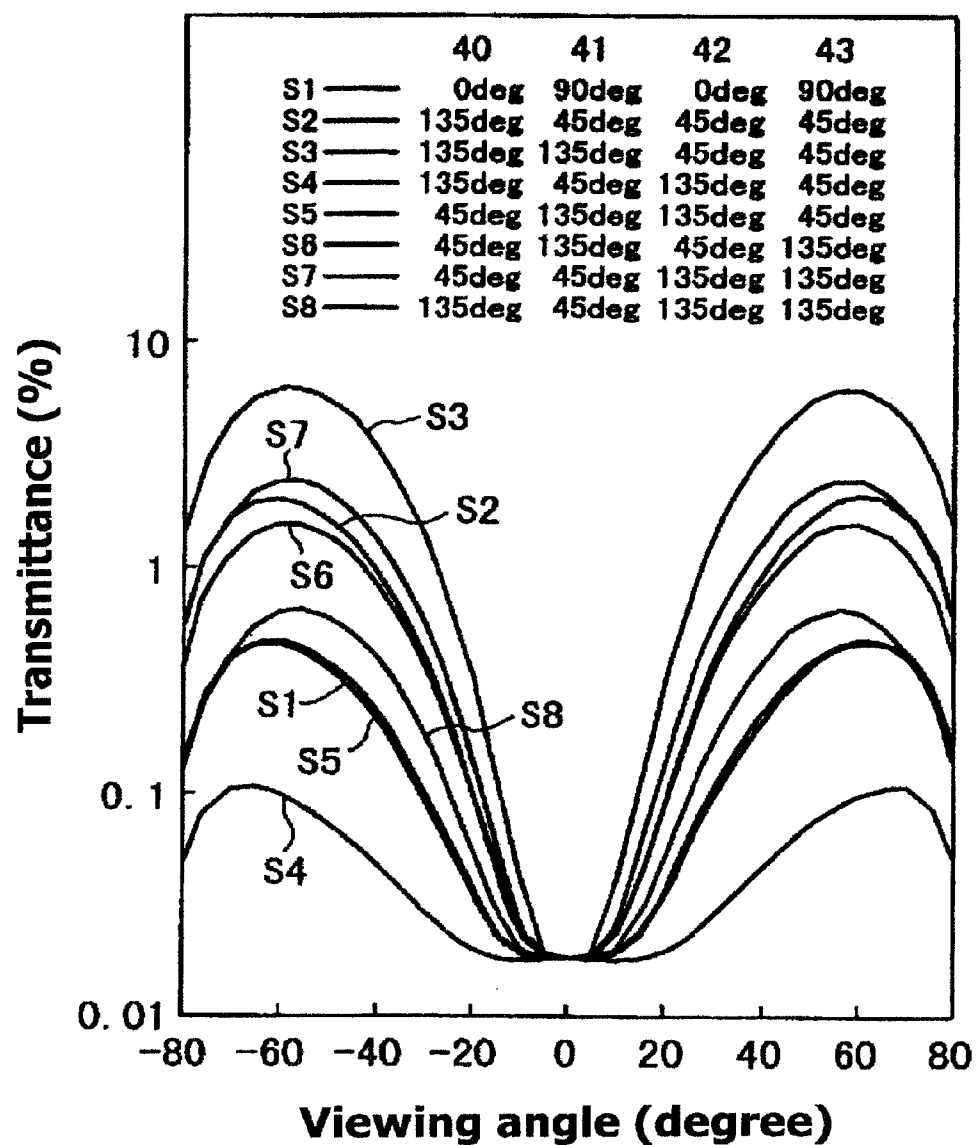 40 41 42 43
S1 0deg 90deg 0deg 90deg
S2 135deg 45deg 45deg 45deg
S3 135deg 135deg 45deg 45deg
S4 135deg 45deg 135deg 45deg
S5 45deg 135deg 135deg 45deg
S6 45deg 135deg 45deg 135deg
S7 45deg 45deg 135deg 135deg
S8 135deg 45deg 135deg 135deg
10
S3
S7
S2
1
S6
S1
S8
S5
0.1
S4
0.01
-80 -60 -40 -20 0 20 40 60 80
Transmittance (%)
Viewing angle (degree)